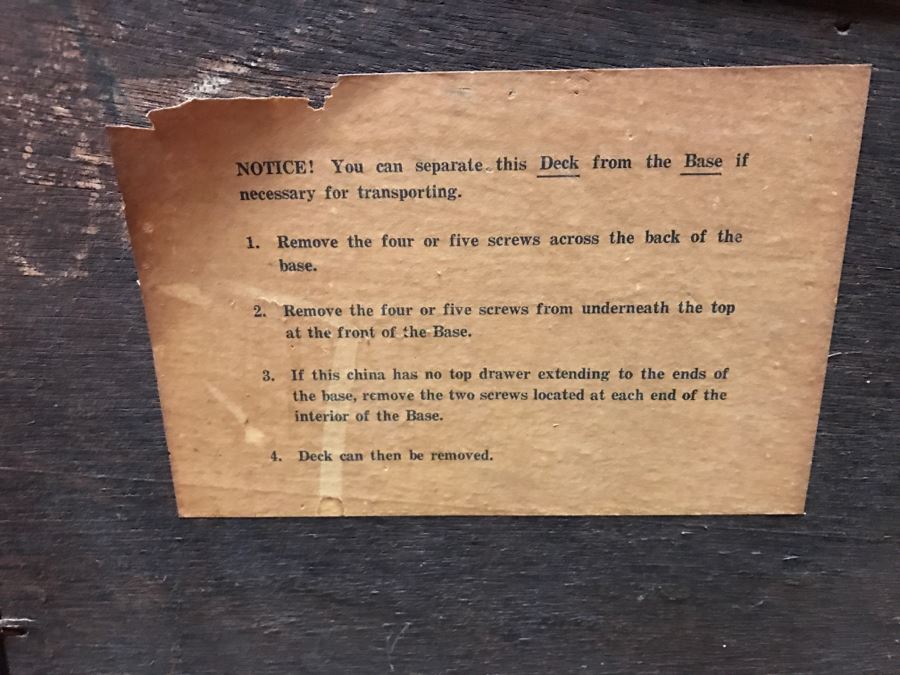 NOTICE! You can separate this Deck from the Base if
necessary for transporting.
1. Remove the four or five screws across the back of the
base.
2. Remove the four or five screws from underneath the top
at the front of the Base.
3. If this china has no top drawer extending to the ends of
the base, remove the two screws located at each end of the
interior of the Base.
4. Deck can then be removed.